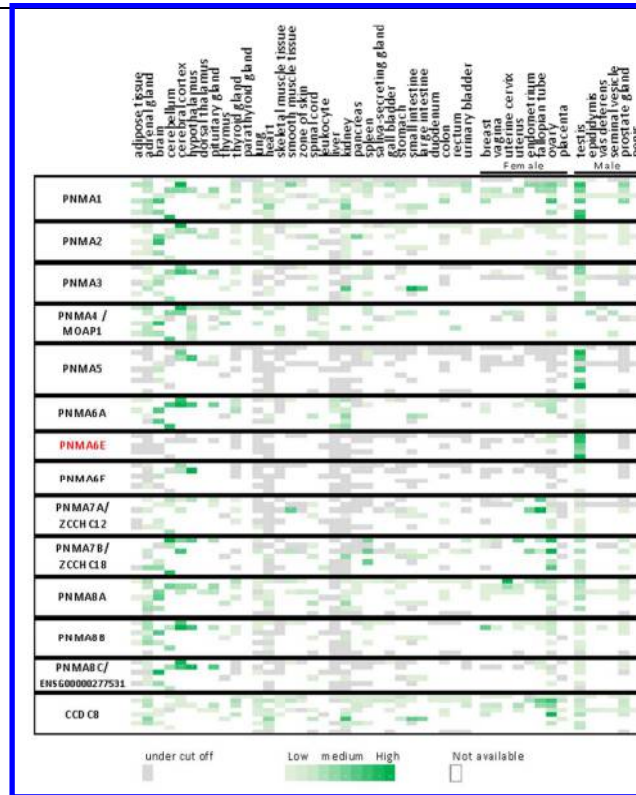 adipose tissue
adrenal gland
brain
cerebellum
cerebral cortex
hypothalamus
dorsal thalamus
pituitary gland
thymus
thyroid gland
parathyroid gland
lung
heart
skeletal muscle tissue
smooth muscle tissue
zone of skin
spinal cord
leukocyte
liver
kidney
pancreas
spleen
saliva-secreting gland
gall bladder
stomach
small intestine
large intestine
duodenum
colon
rectum
urinary bladder
breast
vagina
uterine cervix
uterus
endometrium
fallopian tube
ovary
placenta
testis
epididymis
vas deferens
seminal vesicle
prostate gland
Female
Male
PNMA1
PNMA2
PNMA3
PNMA4 /
MOAP1
PNMA5
PNMA6A
PNMA6E
PNMA6F
PNMA7A/
ZCCHC12
PNMA7B/
ZCCHC18
PNMA8A
PNMA8B
PNMA8C/
ENSG00000277531
CCDC8
under cut off
Low medium High
Not available